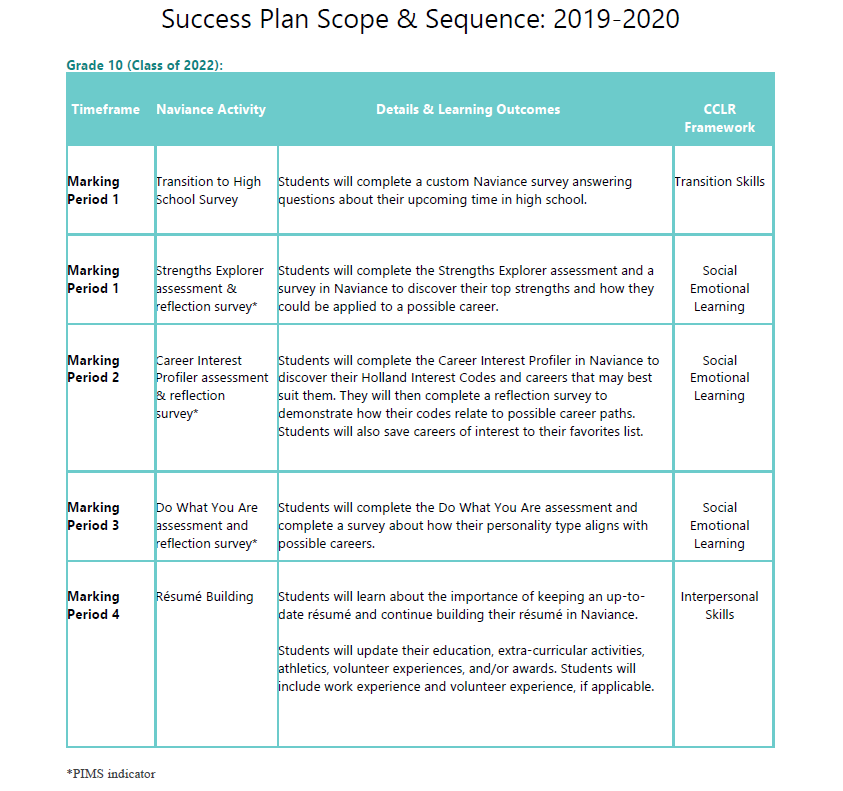 Success Plan Scope & Sequence: 2019-2020
Grade 10 (Class of 2022):
Timeframe
Naviance Activity
Details & Learning Outcomes
CCLR
Framework
Marking
Period 1
Transition to High
School Survey
Students will complete a custom Naviance survey answering
questions about their upcoming time in high school.
Transition Skills
Marking
Period 1
Strengths Explorer
assessment &
reflection survey*
Students will complete the Strengths Explorer assessment and a
survey in Naviance to discover their top strengths and how they
could be applied to a possible career.
Social
Emotional
Learning
Marking
Period 2
Career Interest
Profiler assessment
& reflection
survey*
Students will complete the Career Interest Profiler in Naviance to
discover their Holland Interest Codes and careers that may best
suit them. They will then complete a reflection survey to
demonstrate how their codes relate to possible career paths.
Students will also save careers of interest to their favorites list.
Social
Emotional
Learning
Marking
Period 3
Do What You Are
assessment and
reflection survey*
Students will complete the Do What You Are assessment and
complete a survey about how their personality type aligns with
possible careers.
Social
Emotional
Learning
Marking
Period 4
Résumé Building
Students will learn about the importance of keeping an up-to-
date résumé and continue building their résumé in Naviance.
Students will update their education, extra-curricular activities,
athletics, volunteer experiences, and/or awards. Students will
include work experience and volunteer experience, if applicable.
Interpersonal
Skills
*PIMS indicator